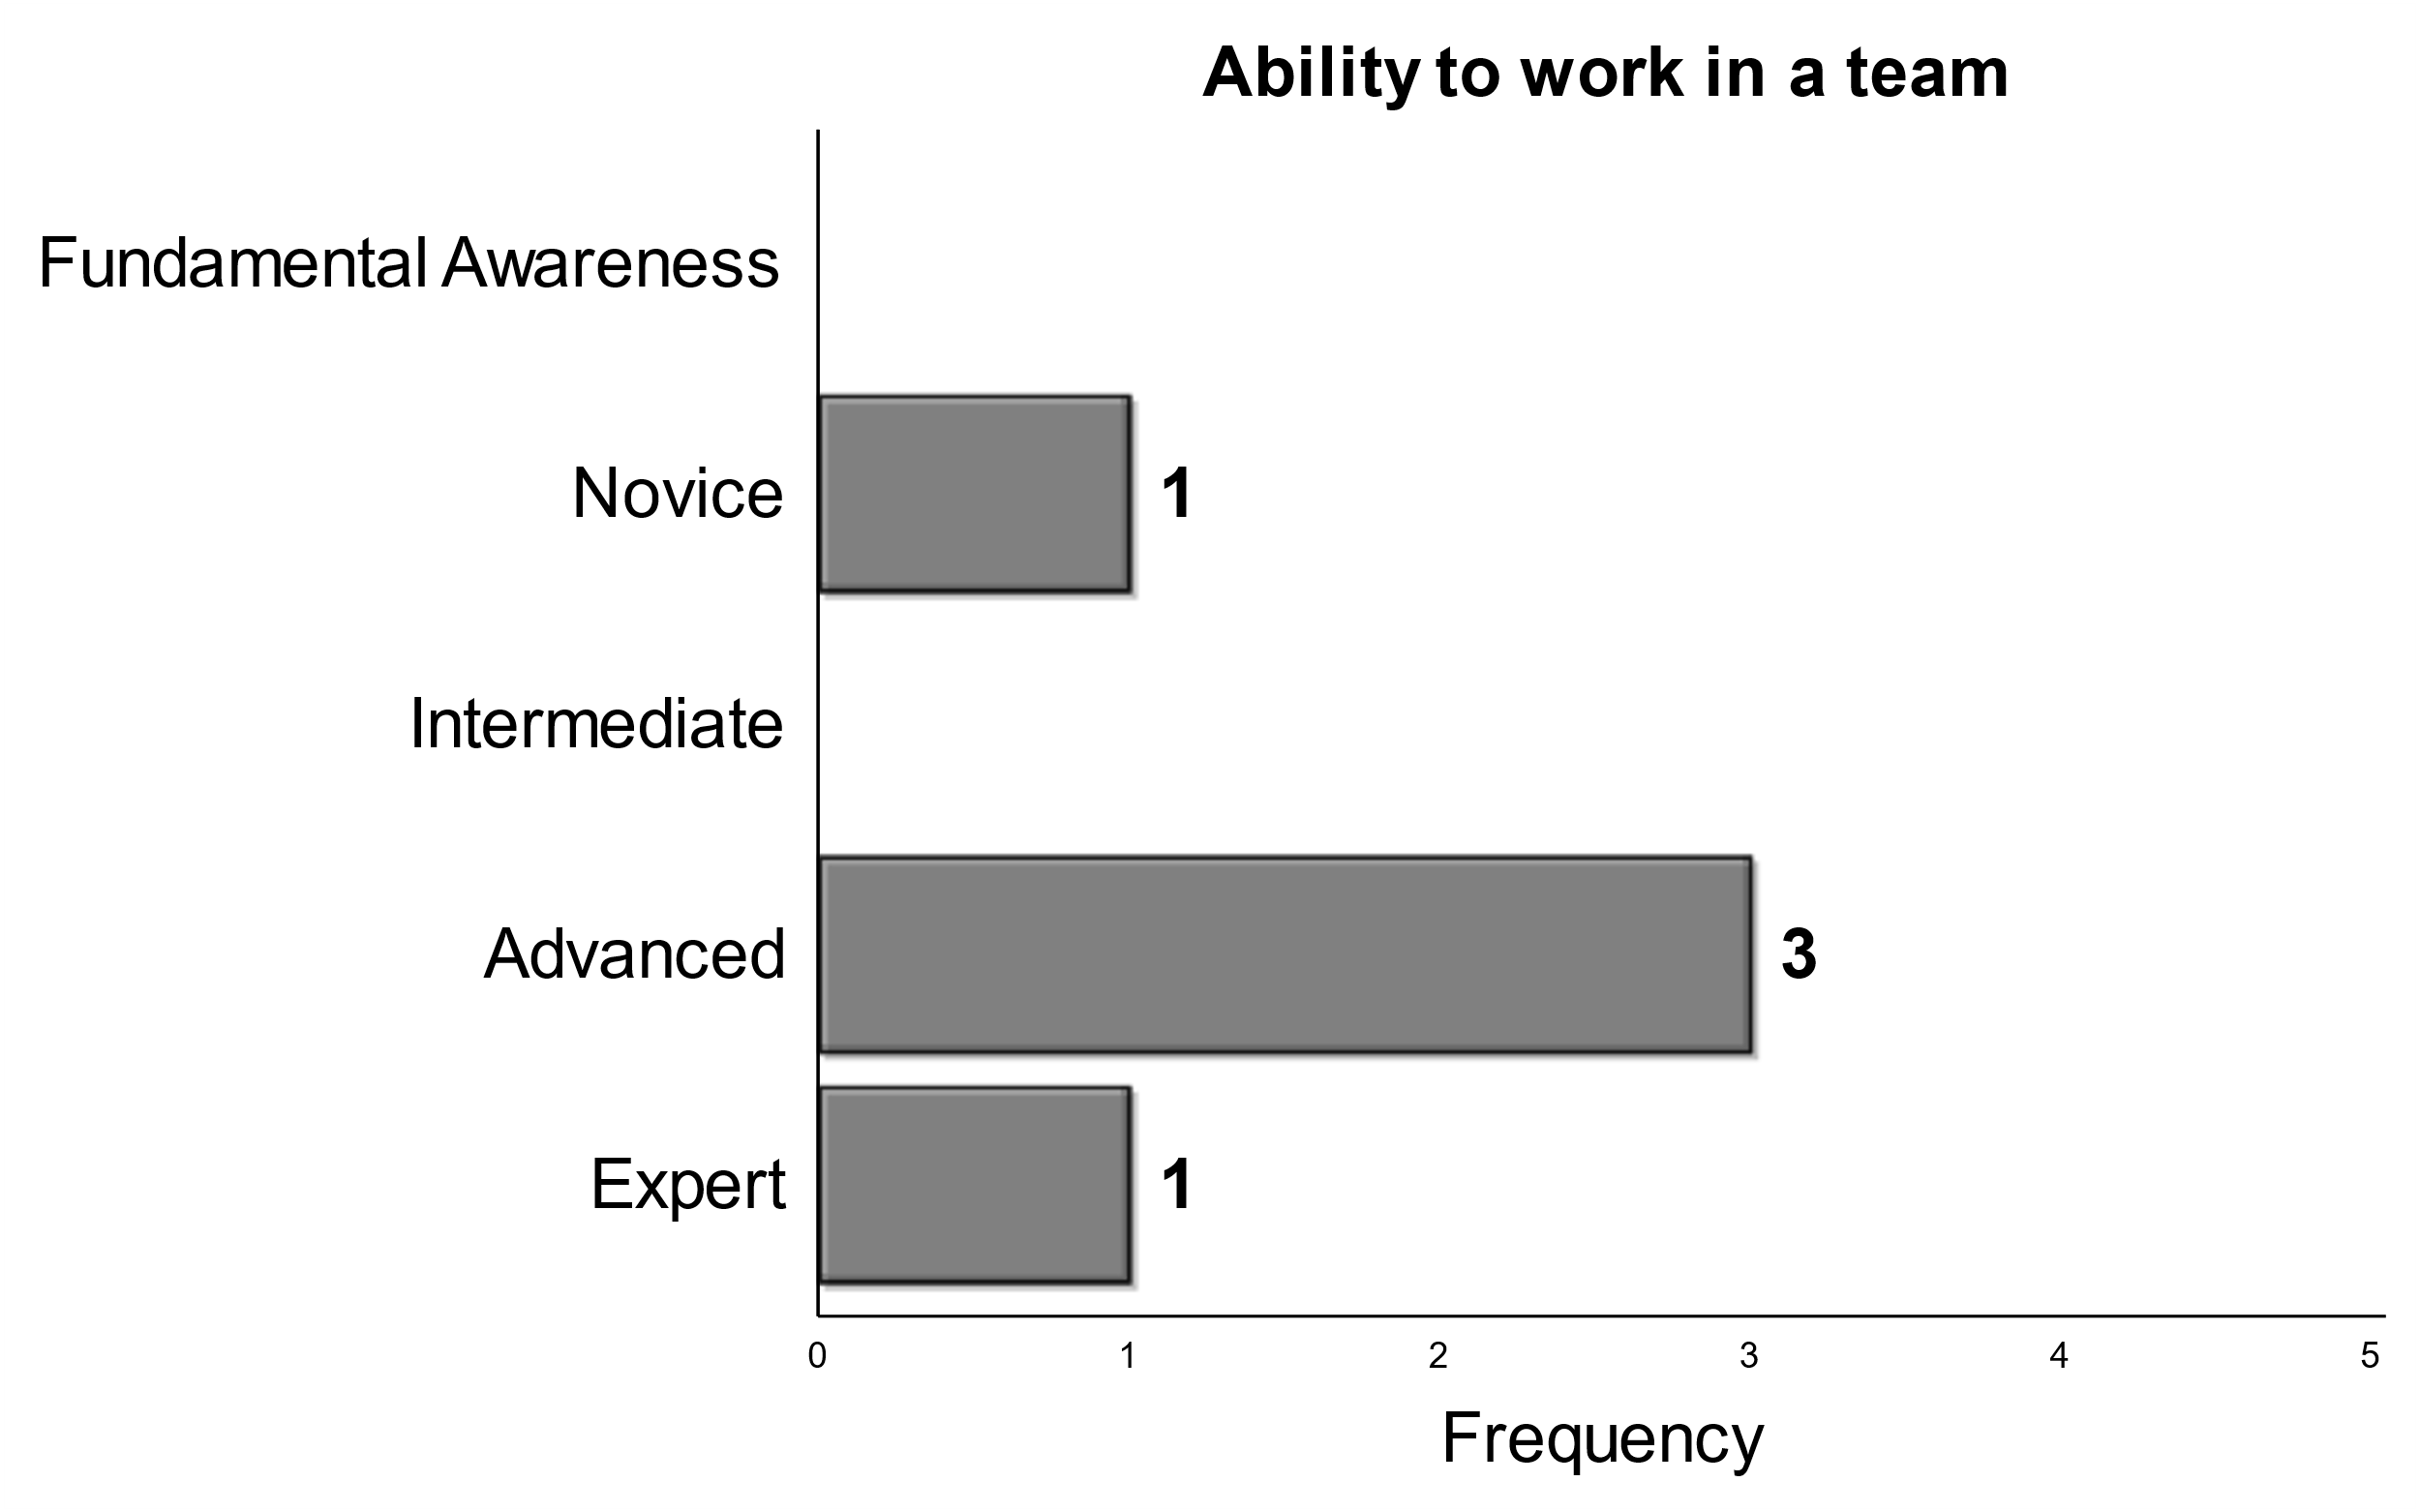 Ability to work in a team
Fundamental Awareness
Novice
1
Intermediate
Advanced
3
Expert
1
0 1 2 3 4 5
Frequency